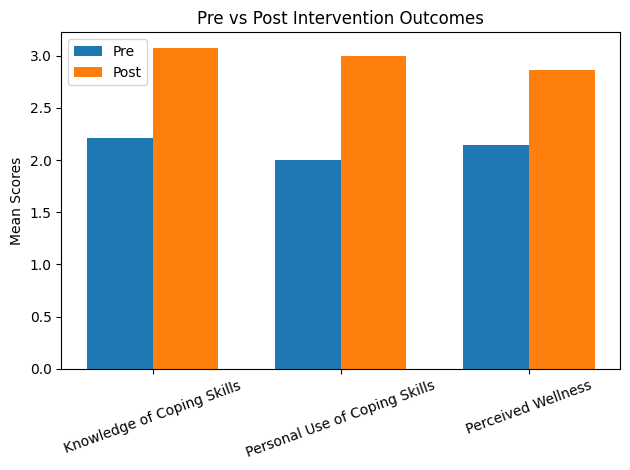 Pre vs Post Intervention Outcomes
Pre
Post
Mean Scores
3.0
2.5
2.0
1.5
1.0
0.5
0.0
Knowledge of Coping Skills
Personal Use of Coping Skills
Perceived Wellness